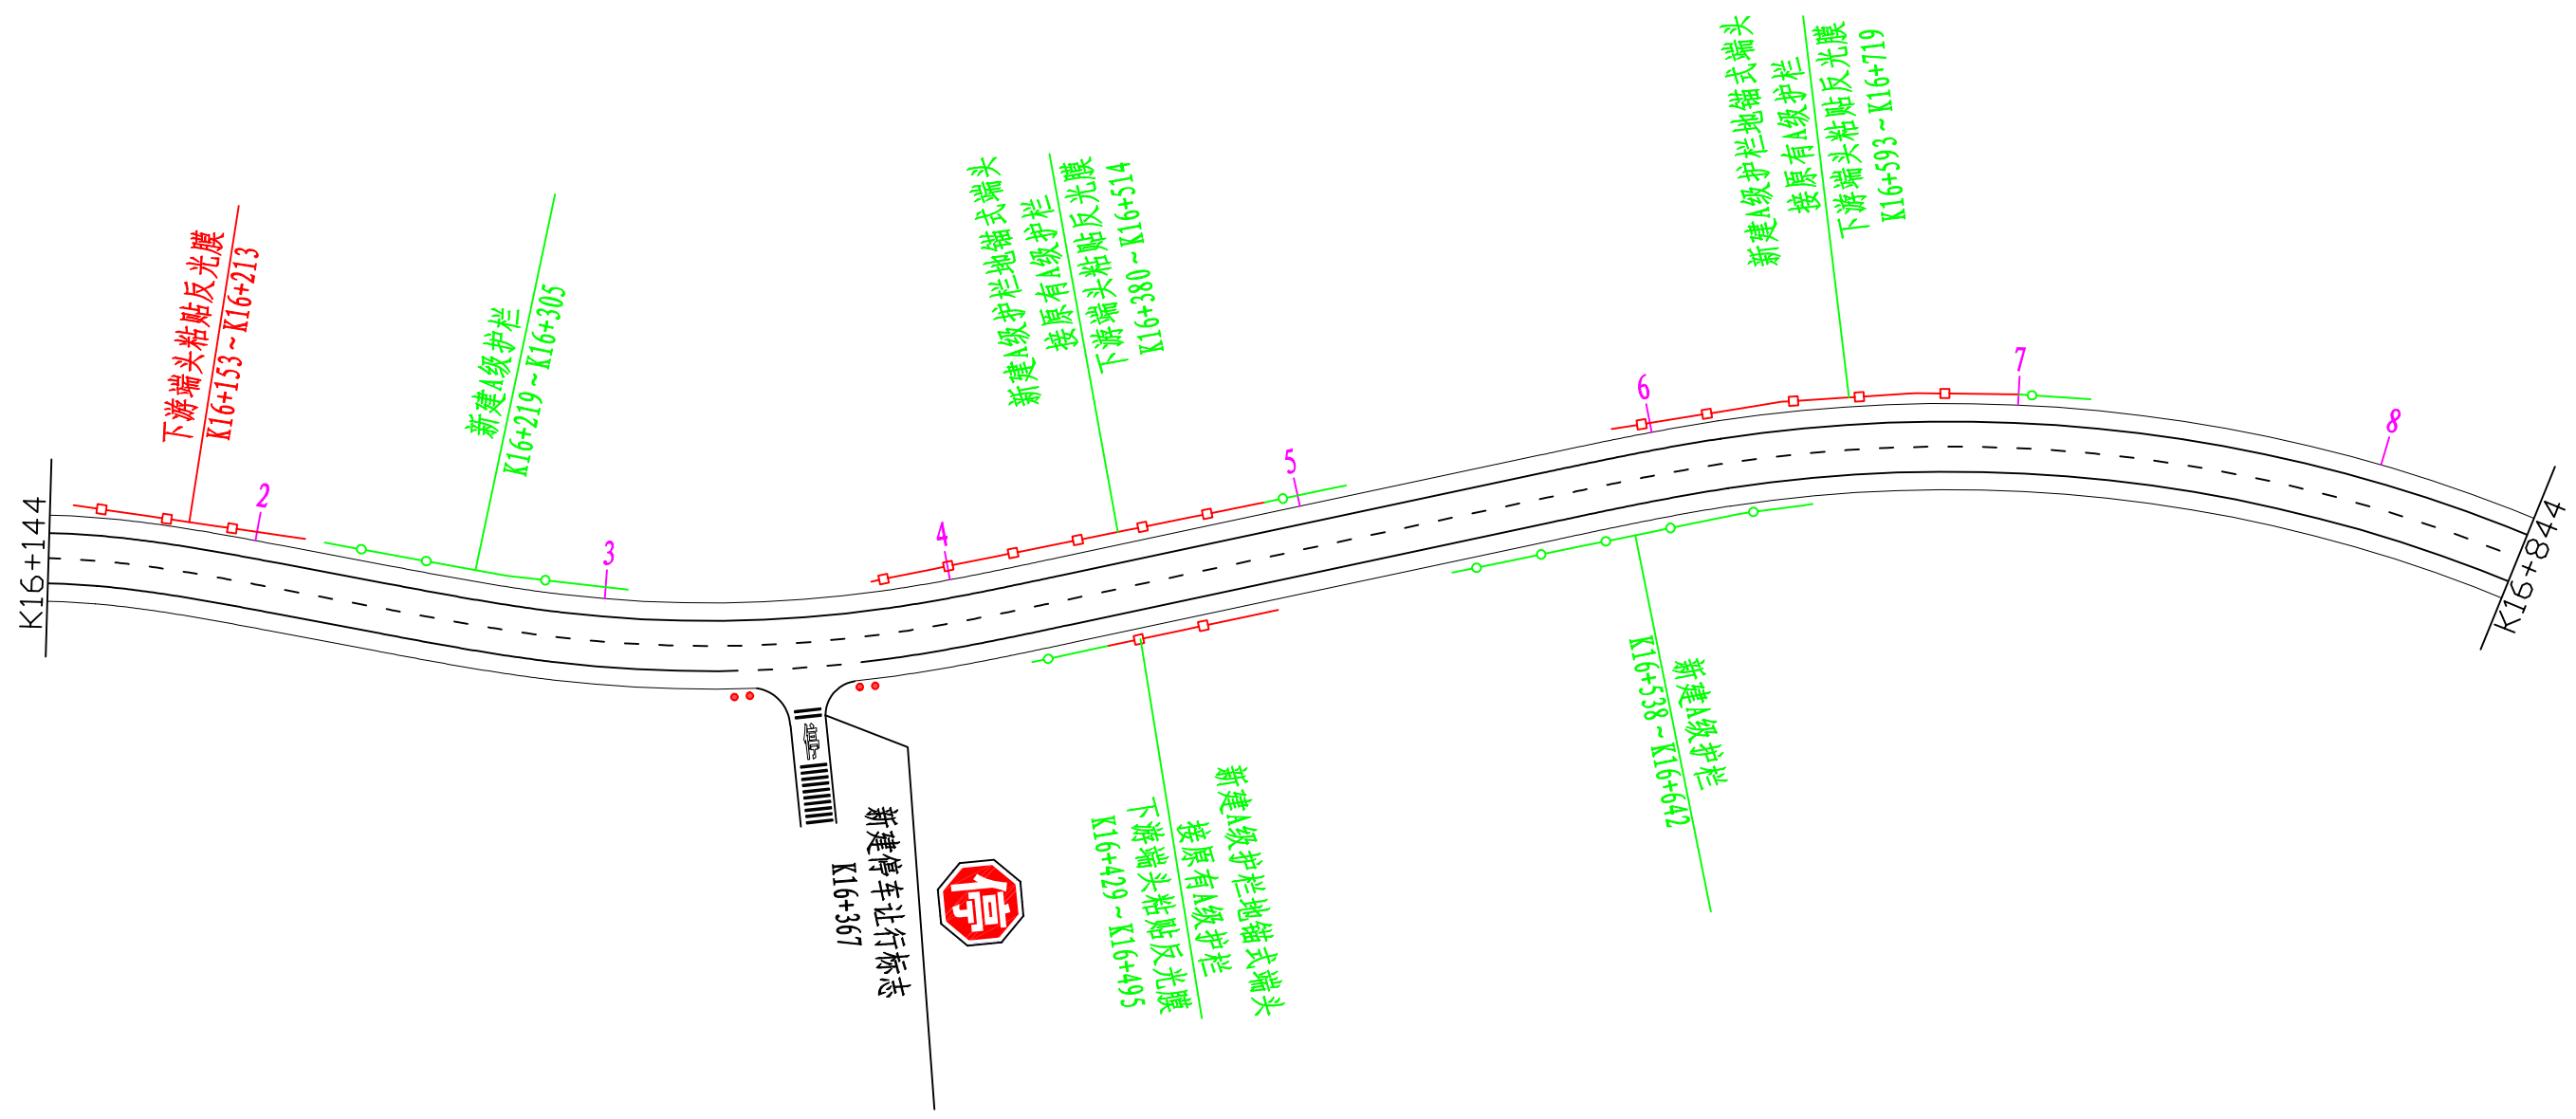 K16+144
下游端头粘贴反光膜
K16+153~K16+213
2
新建A级护栏
K16+219~K16+305
3
新建A级护栏地锚式端头
接原有A级护栏
下游端头粘贴反光膜
K16+380~K16+514
4
5
新建A级护栏地锚式端头
接原有A级护栏
下游端头粘贴反光膜
K16+593~K16+719
6
7
8
K16+844
新建停车让行标志
K16+367
停
新建A级护栏地锚式端头
接原有A级护栏
下游端头粘贴反光膜
K16+429~K16+495
新建A级护栏
K16+538~K16+642